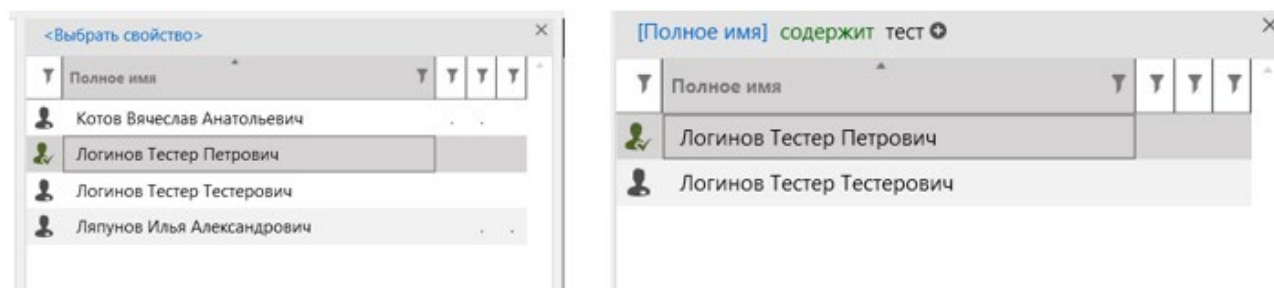 <Выбрать свойство>
Полное имя
Котов Вячеслав Анатольевич
Логинов Тестер Петрович
Логинов Тестер Тестерович
Ляпунов Илья Александрович
[Полное имя] содержит тест
Полное имя
Логинов Тестер Петрович
Логинов Тестер Тестерович